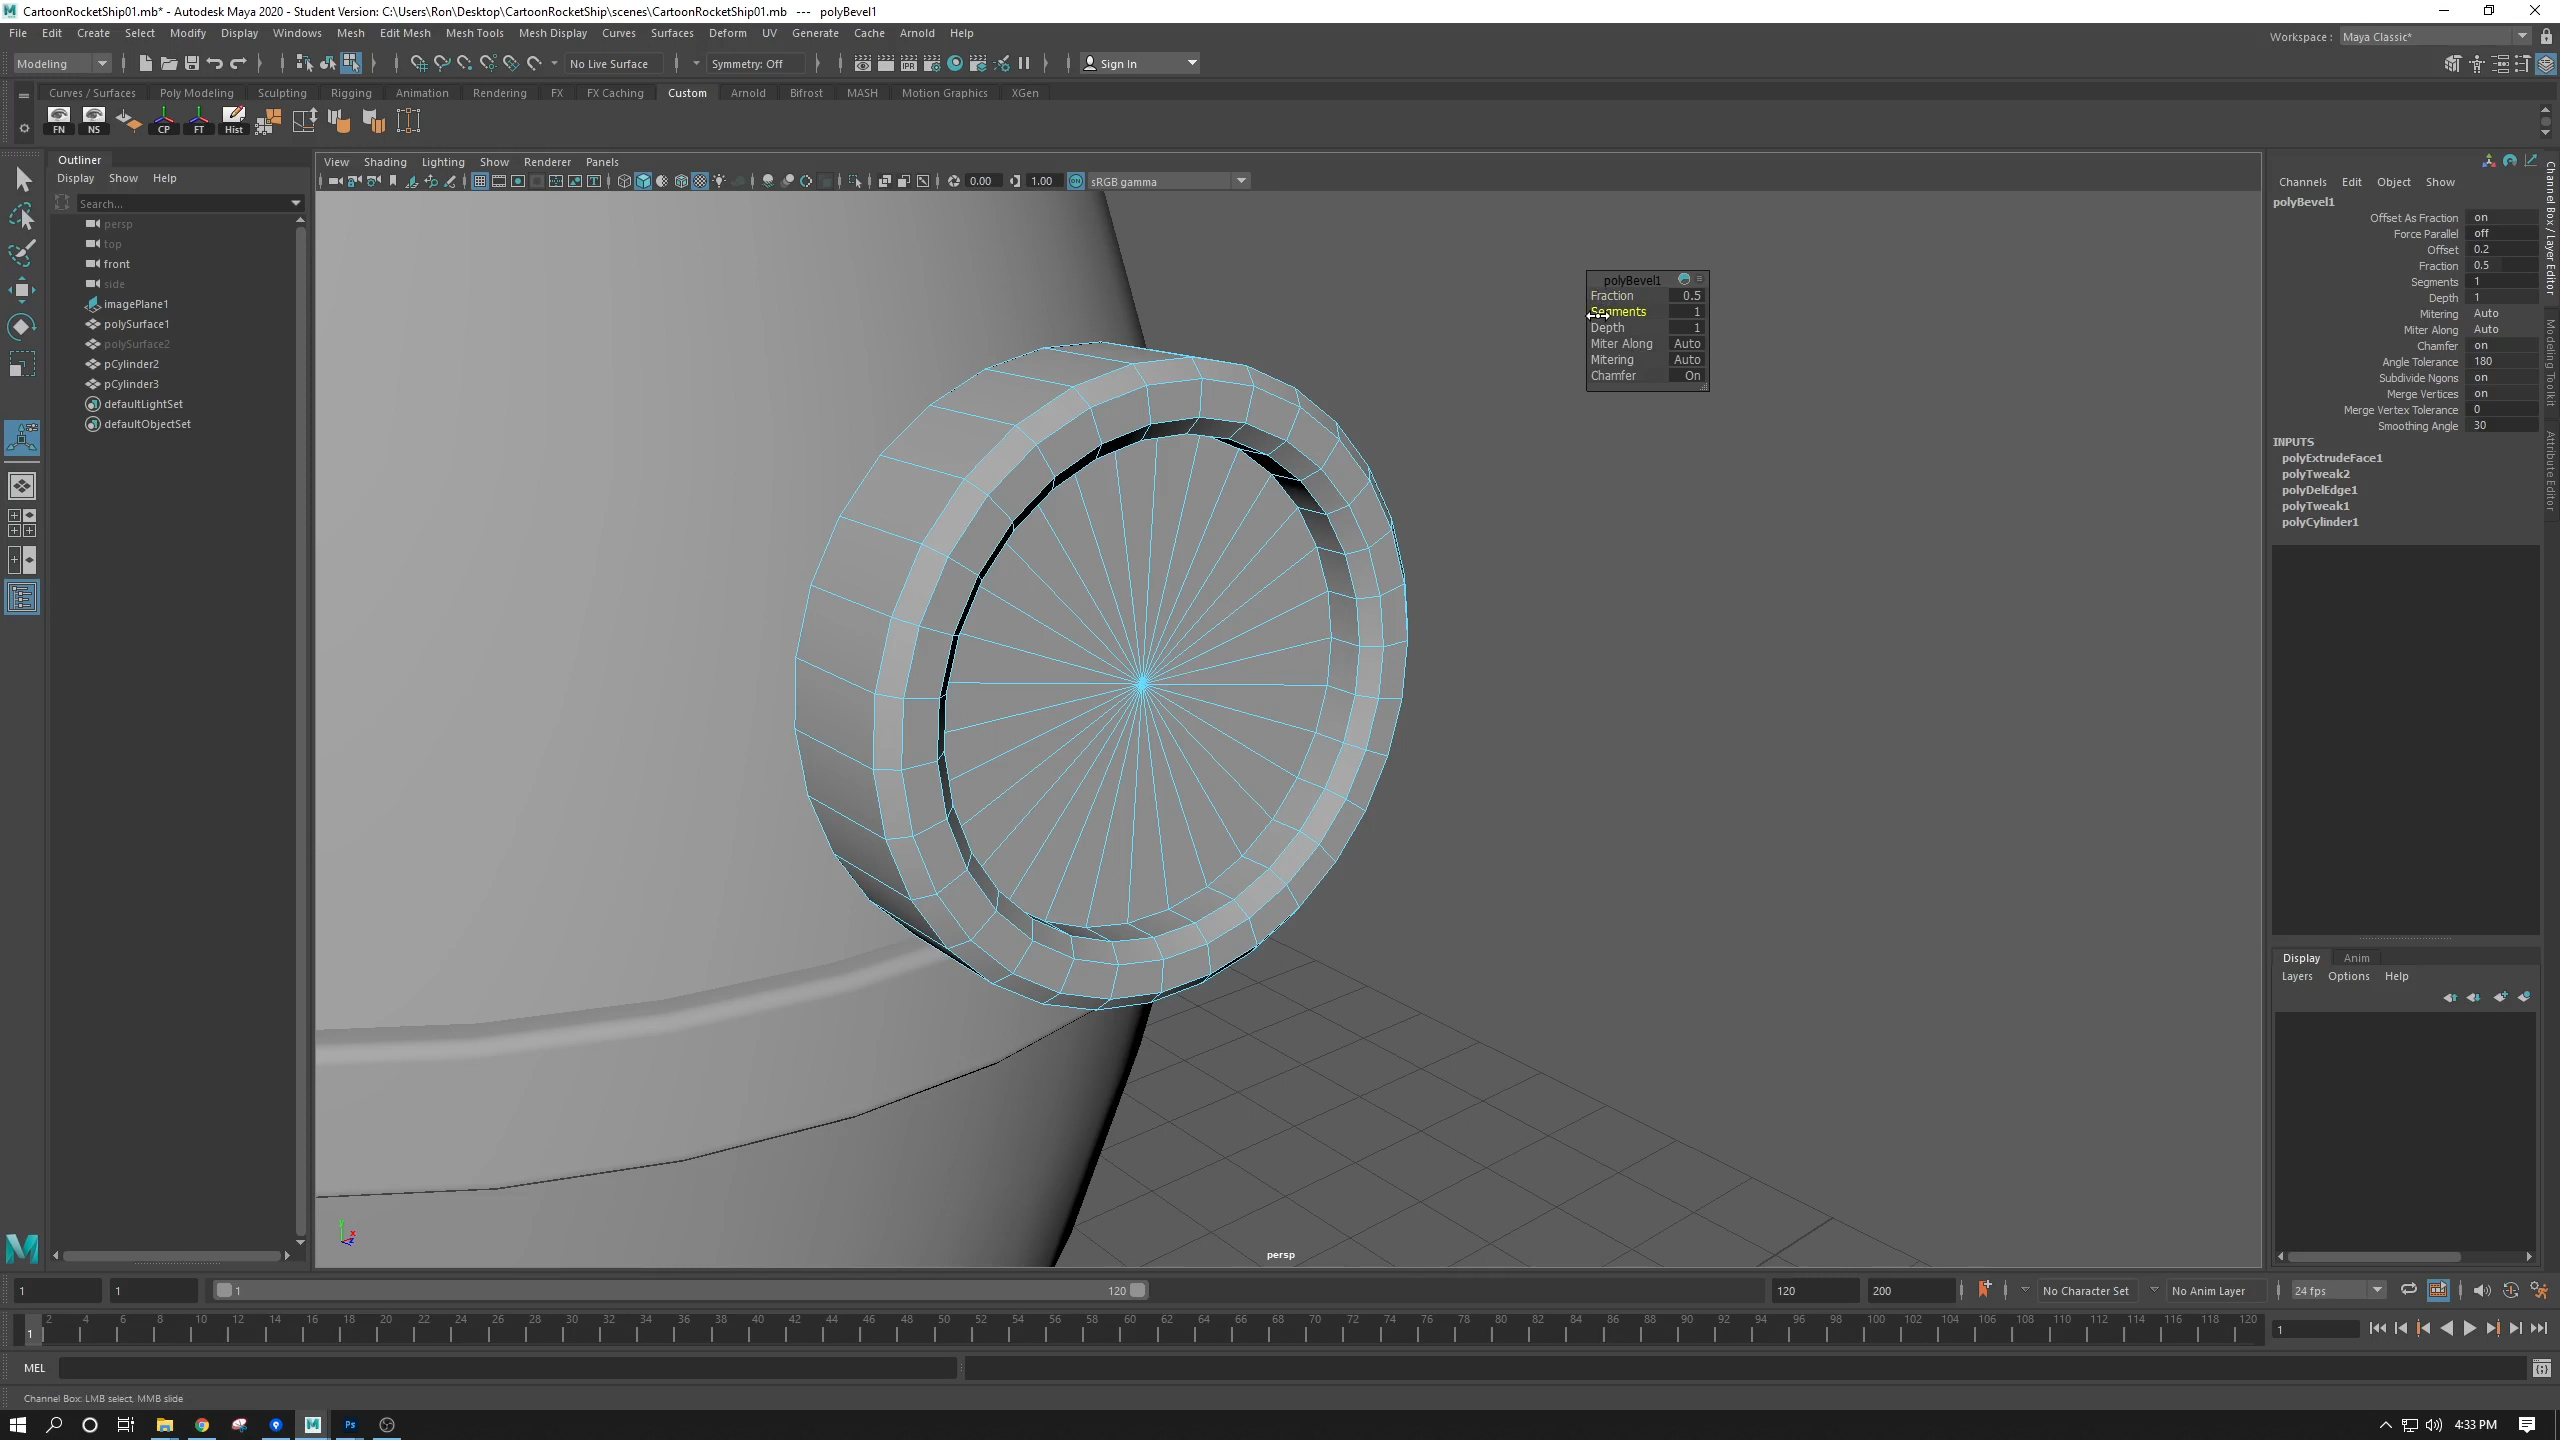 CartoonRocketShip01.mb* - Autodesk Maya 2020 - Student Version: C:\Users\Ron\Desktop\CartoonRocketShip\scenes\CartoonRocketShip01.mb --- polyBevel1
File Edit Create Select Modify Display Windows Mesh Edit Mesh Mesh Tools Mesh Display Curves Surfaces Deform UV Generate Cache Arnold Help
Workspace : Maya Classic*
Modeling No Live Surface Symmetry: Off IPR Sign In
Curves / Surfaces Poly Modeling Sculpting Rigging Animation Rendering FX FX Caching Custom Arnold Bifrost MASH Motion Graphics XGen
FN NS CP FT Hist
Outliner
Display Show Help
Search...
persp
top
front
side
imagePlane1
polySurface1
polySurface2
pCylinder2
pCylinder3
defaultLightSet
defaultObjectSet
View Shading Lighting Show Renderer Panels
0.00 1.00 sRGB gamma
polyBevel1
Fraction 0.5
Segments 1
Depth 1
Miter Along Auto
Mitering Auto
Chamfer On
persp
Channels Edit Object Show
polyBevel1
Offset As Fraction on
Force Parallel off
Offset 0.2
Fraction 0.5
Segments 1
Depth 1
Mitering Auto
Miter Along Auto
Chamfer on
Angle Tolerance 180
Subdivide Ngons on
Merge Vertices on
Merge Vertex Tolerance 0
Smoothing Angle 30
INPUTS
polyExtrudeFace1
polyTweak2
polyDelEdge1
polyTweak1
polyCylinder1
Channel Box / Layer Editor
Modeling Toolkit
Attribute Editor
Display Anim
Layers Options Help
1 1 1 120 120 200 No Character Set No Anim Layer 24 fps
2 4 6 8 10 12 14 16 18 20 22 24 26 28 30 32 34 36 38 40 42 44 46 48 50 52 54 56 58 60 62 64 66 68 70 72 74 76 78 80 82 84 86 88 90 92 94 96 98 100 102 104 106 108 110 112 114 116 118 120
1 1
MEL
Channel Box: LMB select, MMB slide
Ps 4:33 PM